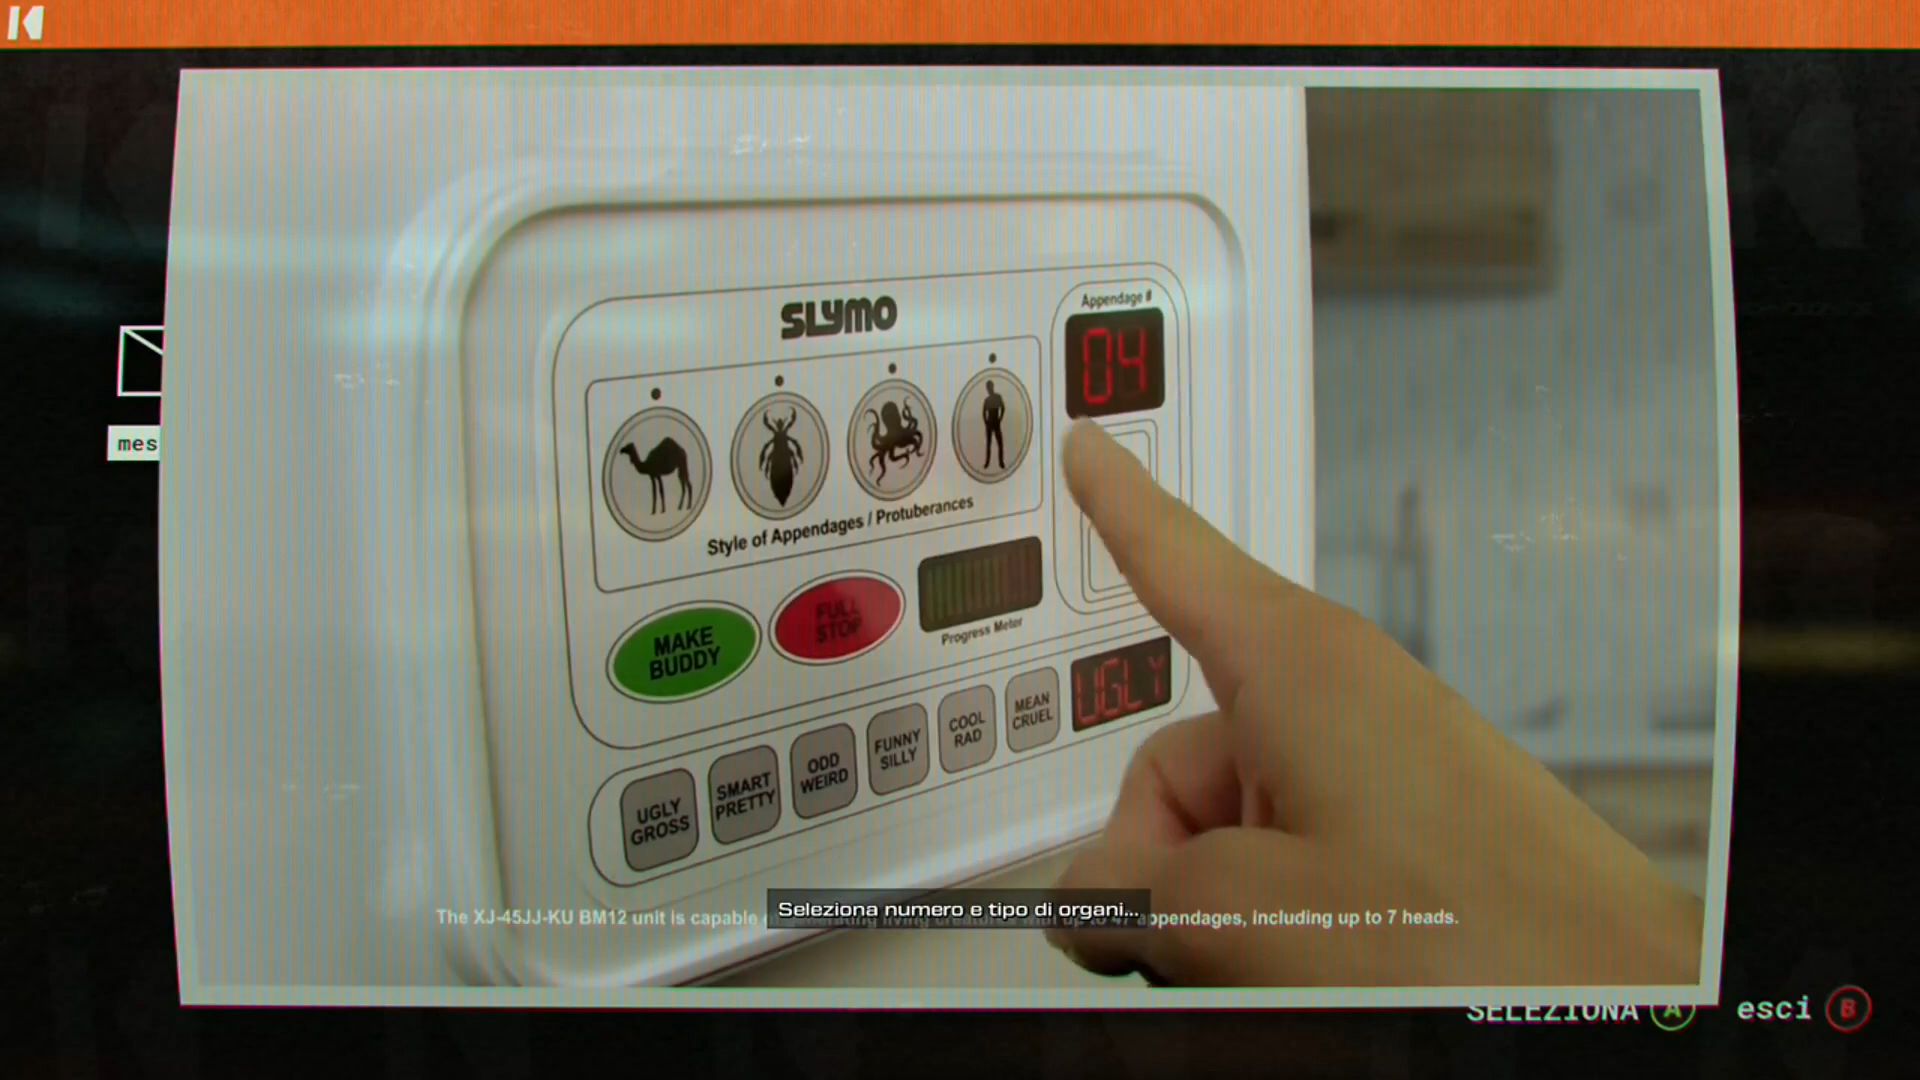 SLYMO
Appendage #
04
Style of Appendages / Protuberances
MAKE
BUDDY
FULL
STOP
Progress Meter
UGLY
UGLY
GROSS
SMART
PRETTY
ODD
WEIRD
FUNNY
SILLY
COOL
RAD
MEAN
CRUEL
mes
The XJ-45JJ-KU BM12 unit is capable appendages, including up to 7 heads.
Seleziona numero e tipo di organi...
SELEZIONA A esci B